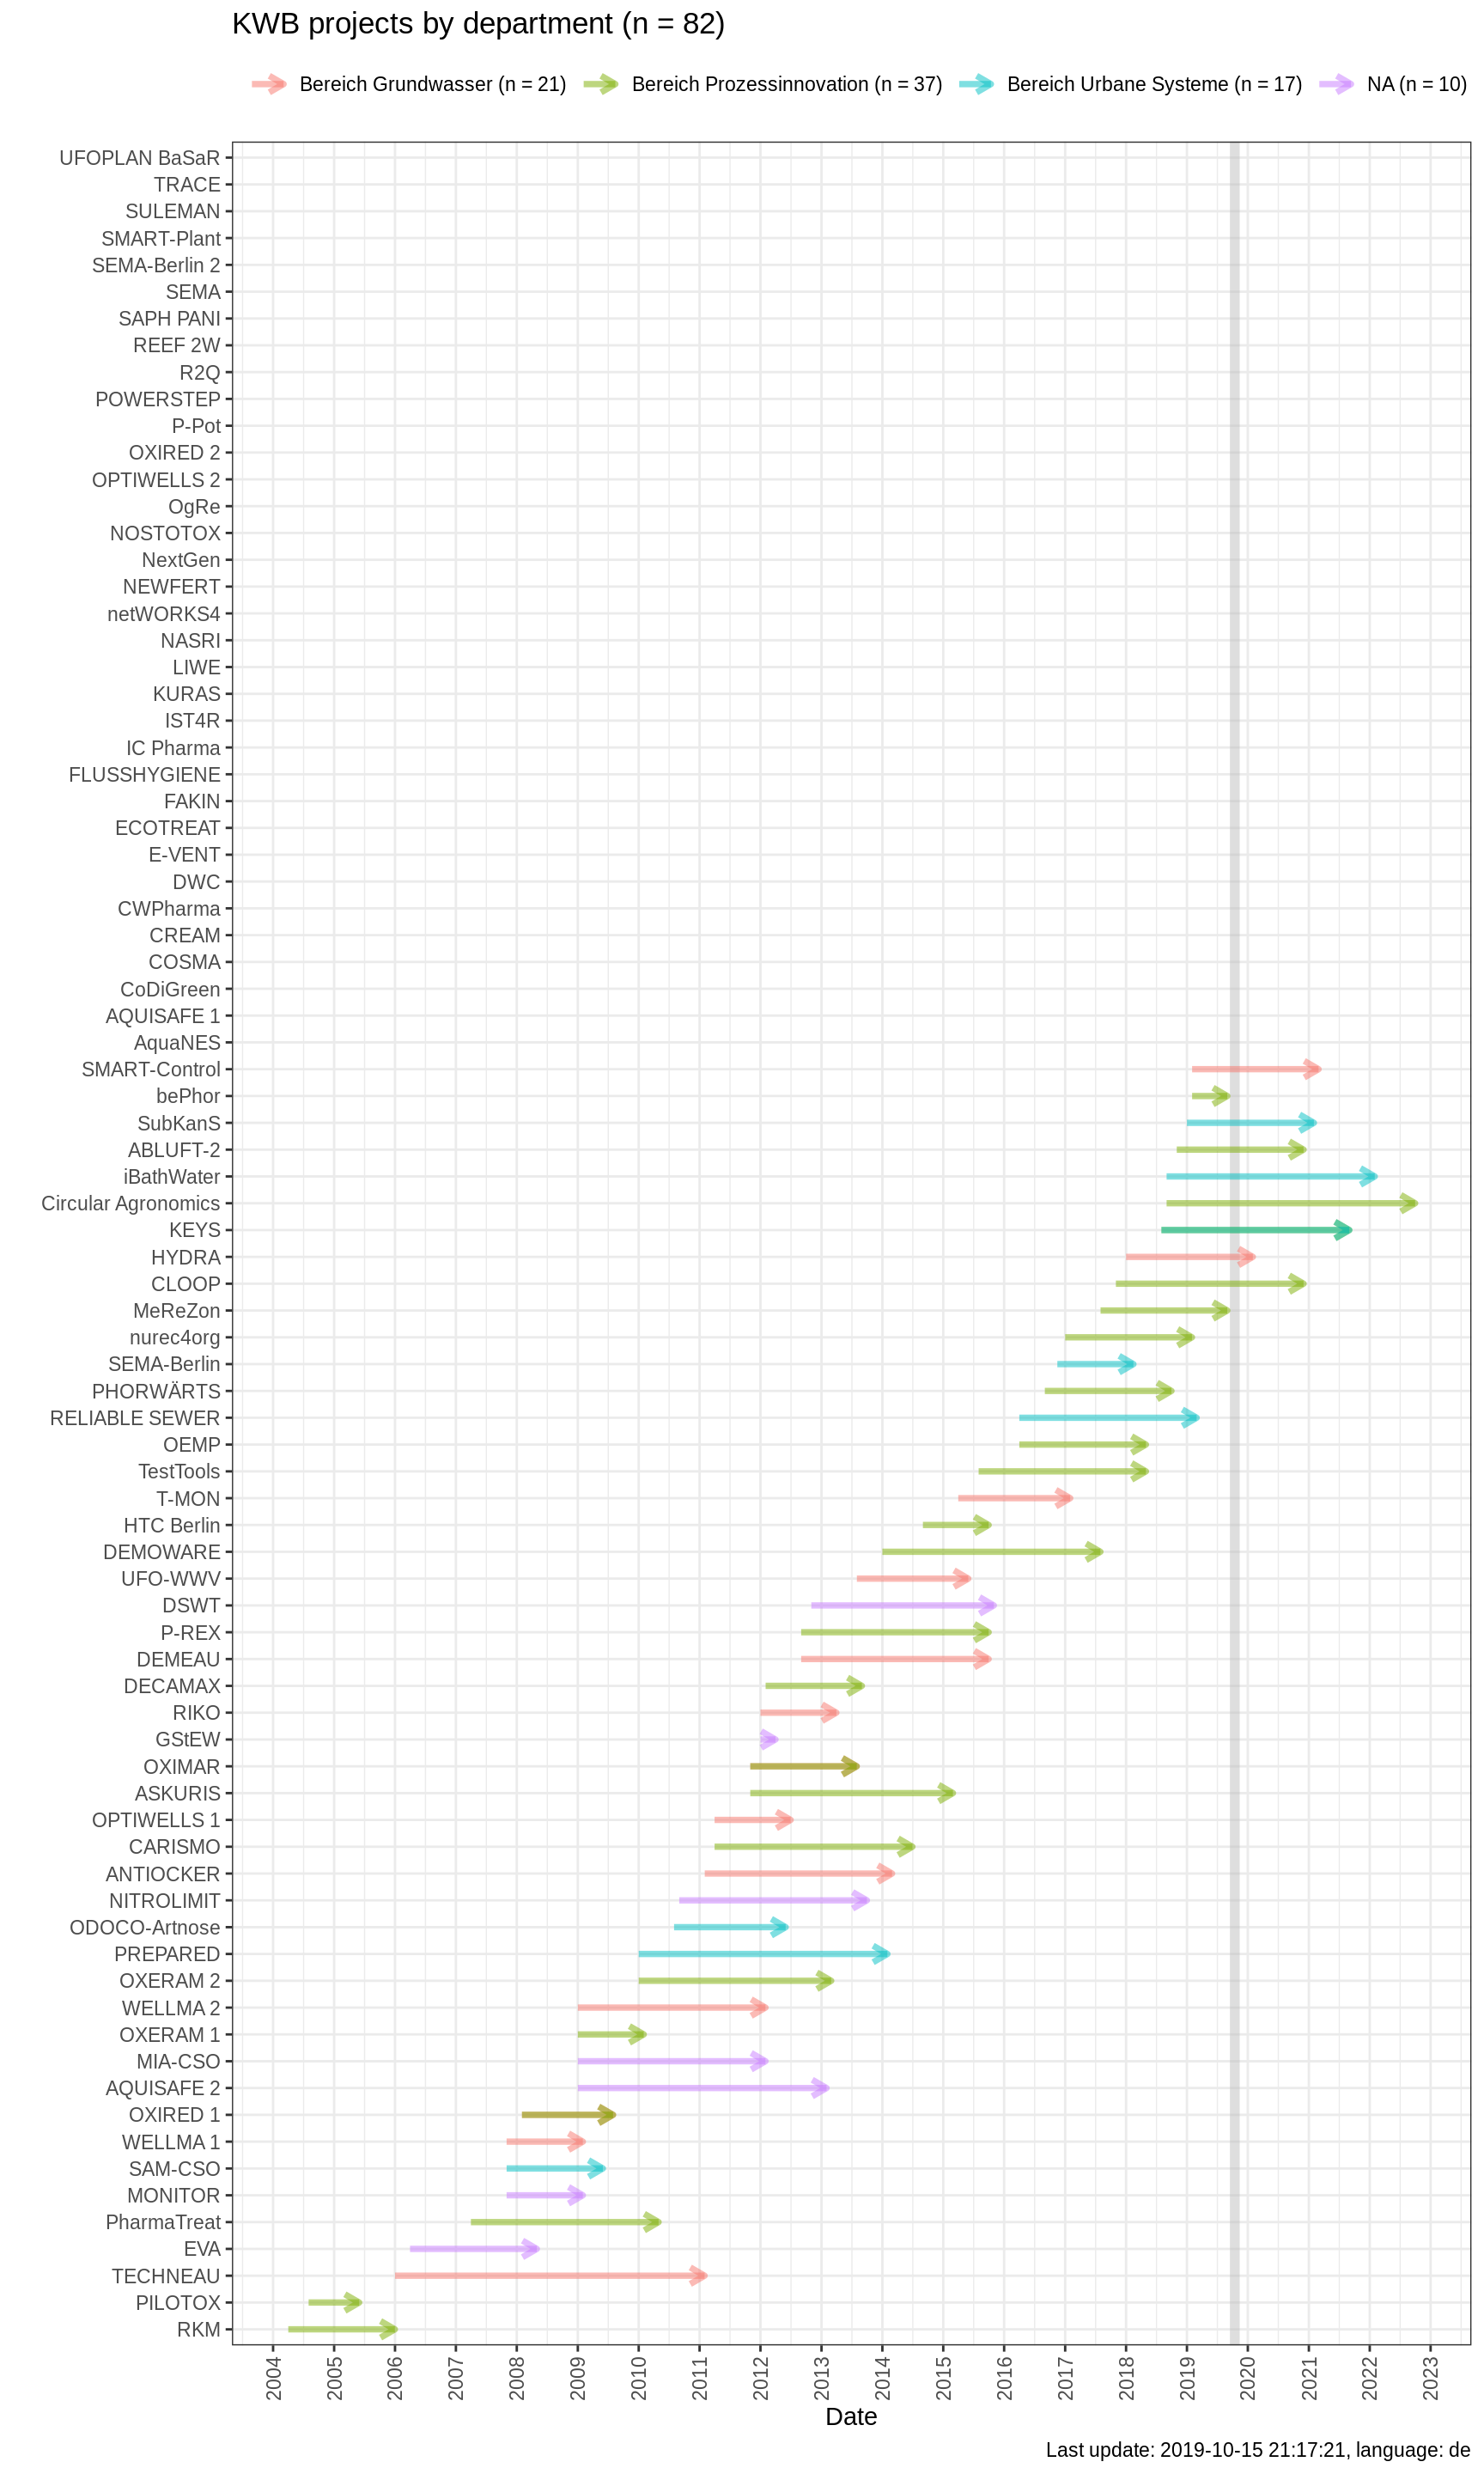 KWB projects by department (n = 82)
Bereich Grundwasser (n = 21) Bereich Prozessinnovation (n = 37) Bereich Urbane Systeme (n = 17) NA (n = 10)
UFOPLAN BaSaR
TRACE
SULEMAN
SMART-Plant
SEMA-Berlin 2
SEMA
SAPH PANI
REEF 2W
R2Q
POWERSTEP
P-Pot
OXIRED 2
OPTIWELLS 2
OgRe
NOSTOTOX
NextGen
NEWFERT
netWORKS4
NASRI
LIWE
KURAS
IST4R
IC Pharma
FLUSSHYGIENE
FAKIN
ECOTREAT
E-VENT
DWC
CWPharma
CREAM
COSMA
CoDiGreen
AQUISAFE 1
AquaNES
SMART-Control
bePhor
SubKanS
ABLUFT-2
iBathWater
Circular Agronomics
KEYS
HYDRA
CLOOP
MeReZon
nurec4org
SEMA-Berlin
PHORWÄRTS
RELIABLE SEWER
OEMP
TestTools
T-MON
HTC Berlin
DEMOWARE
UFO-WWV
DSWT
P-REX
DEMEAU
DECAMAX
RIKO
GStEW
OXIMAR
ASKURIS
OPTIWELLS 1
CARISMO
ANTIOCKER
NITROLIMIT
ODOCO-Artnose
PREPARED
OXERAM 2
WELLMA 2
OXERAM 1
MIA-CSO
AQUISAFE 2
OXIRED 1
WELLMA 1
SAM-CSO
MONITOR
PharmaTreat
EVA
TECHNEAU
PILOTOX
RKM
2004 2005 2006 2007 2008 2009 2010 2011 2012 2013 2014 2015 2016 2017 2018 2019 2020 2021 2022 2023
Date
Last update: 2019-10-15 21:17:21, language: de